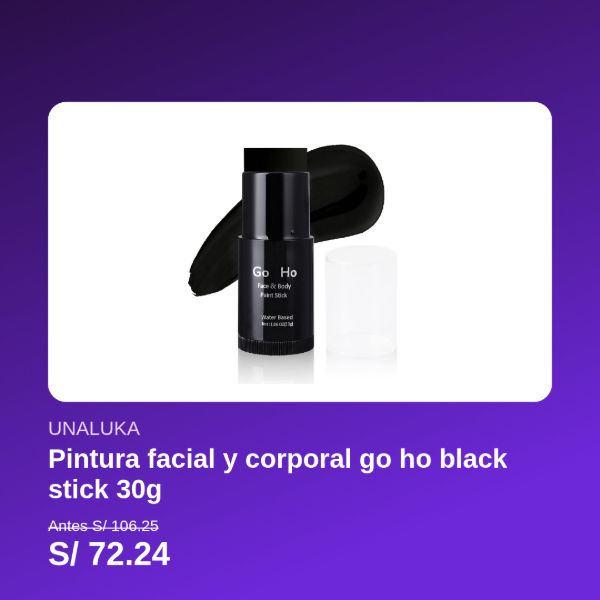 Go Ho
Face & Body
Paint Stick
Water Based
UNALUKA
Pintura facial y corporal go ho black
stick 30g
Antes S/ 106.25
S/ 72.24